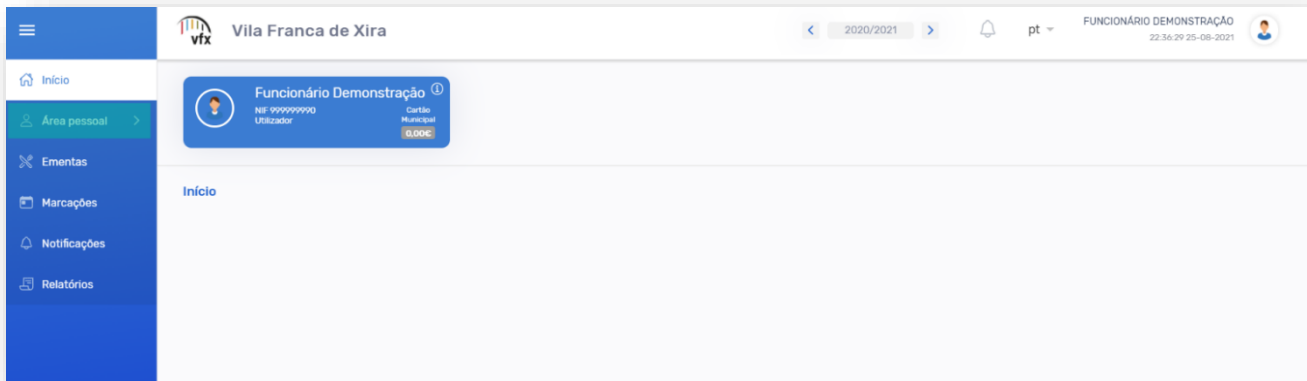 vfx
Vila Franca de Xira
2020/2021
pt
FUNCIONÁRIO DEMONSTRAÇÃO
22:36:29 25-08-2021
Início
Área pessoal
Ementas
Marcações
Notificações
Relatórios
Funcionário Demonstração
NIF 999999990
Utilizador
Cartão
Municipal
0,00€
Início